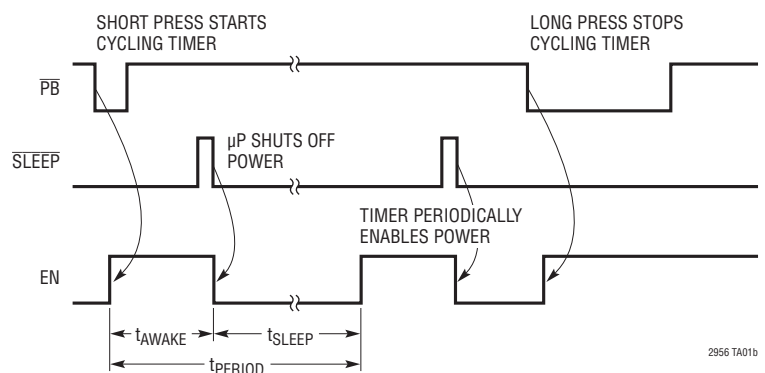 SHORT PRESS STARTS
CYCLING TIMER
LONG PRESS STOPS
CYCLING TIMER
PB
µP SHUTS OFF
POWER
SLEEP
TIMER PERIODICALLY
ENABLES POWER
EN
tAWAKE
tSLEEP
tPERIOD
2956 TA01b